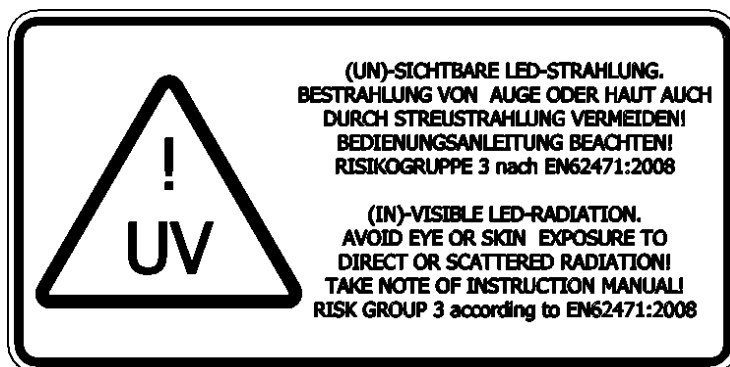 !
UV
(UN)-SICHTBARE LED-STRAHLUNG.
BESTRAHLUNG VON AUGE ODER HAUT AUCH
DURCH STREUSTRAHLUNG VERMEIDEN!
BEDIENUNGSANLEITUNG BEACHTEN!
RISIKOGRUPPE 3 nach EN62471:2008
(IN)-VISIBLE LED-RADIATION.
AVOID EYE OR SKIN EXPOSURE TO
DIRECT OR SCATTERED RADIATION!
TAKE NOTE OF INSTRUCTION MANUAL!
RISK GROUP 3 according to EN62471:2008